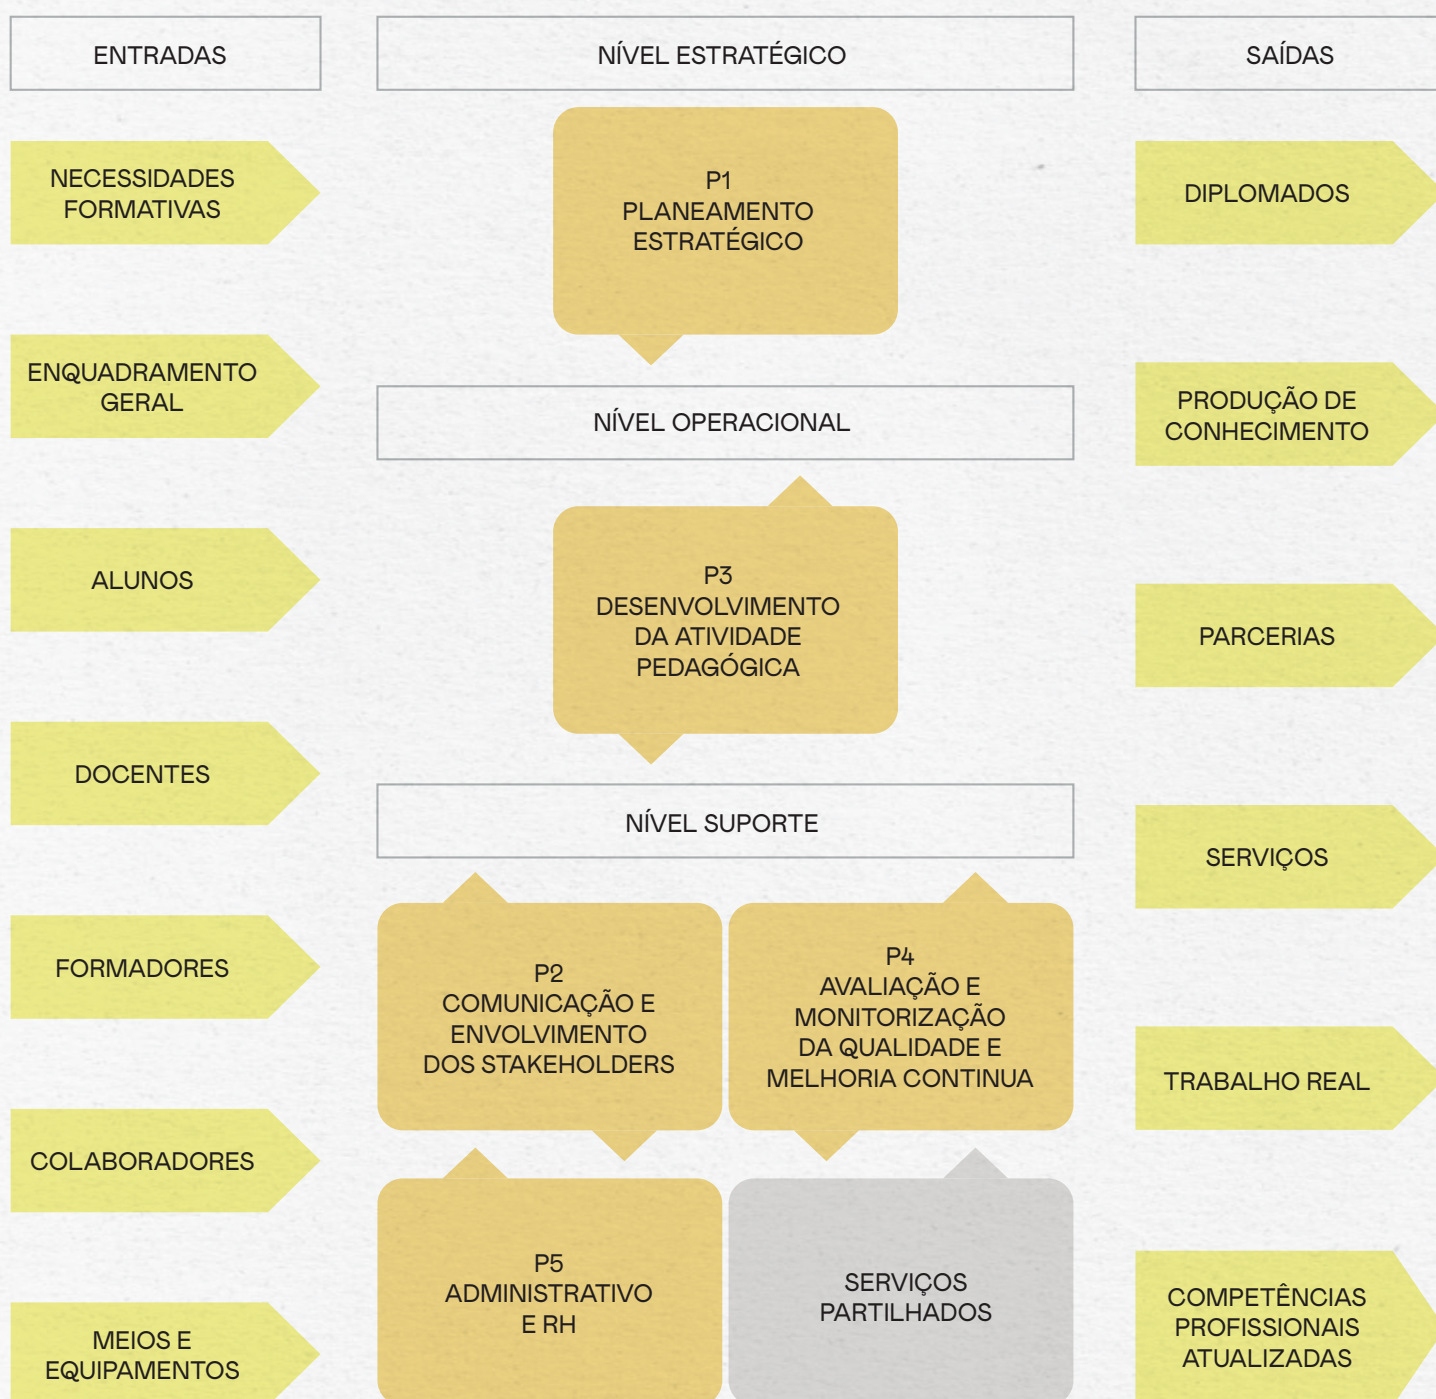 ENTRADAS
NECESSIDADES
FORMATIVAS
ENQUADRAMENTO
GERAL
ALUNOS
DOCENTES
FORMADORES
COLABORADORES
MEIOS E
EQUIPAMENTOS
NÍVEL ESTRATÉGICO
P1
PLANEAMENTO
ESTRATÉGICO
NÍVEL OPERACIONAL
P3
DESENVOLVIMENTO
DA ATIVIDADE
PEDAGÓGICA
NÍVEL SUPORTE
P2
COMUNICAÇÃO E
ENVOLVIMENTO
DOS STAKEHOLDERS
P4
AVALIAÇÃO E
MONITORIZAÇÃO
DA QUALIDADE E
MELHORIA CONTINUA
P5
ADMINISTRATIVO
E RH
SERVIÇOS
PARTILHADOS
SAÍDAS
DIPLOMADOS
PRODUÇÃO DE
CONHECIMENTO
PARCERIAS
SERVIÇOS
TRABALHO REAL
COMPETÊNCIAS
PROFISSIONAIS
ATUALIZADAS